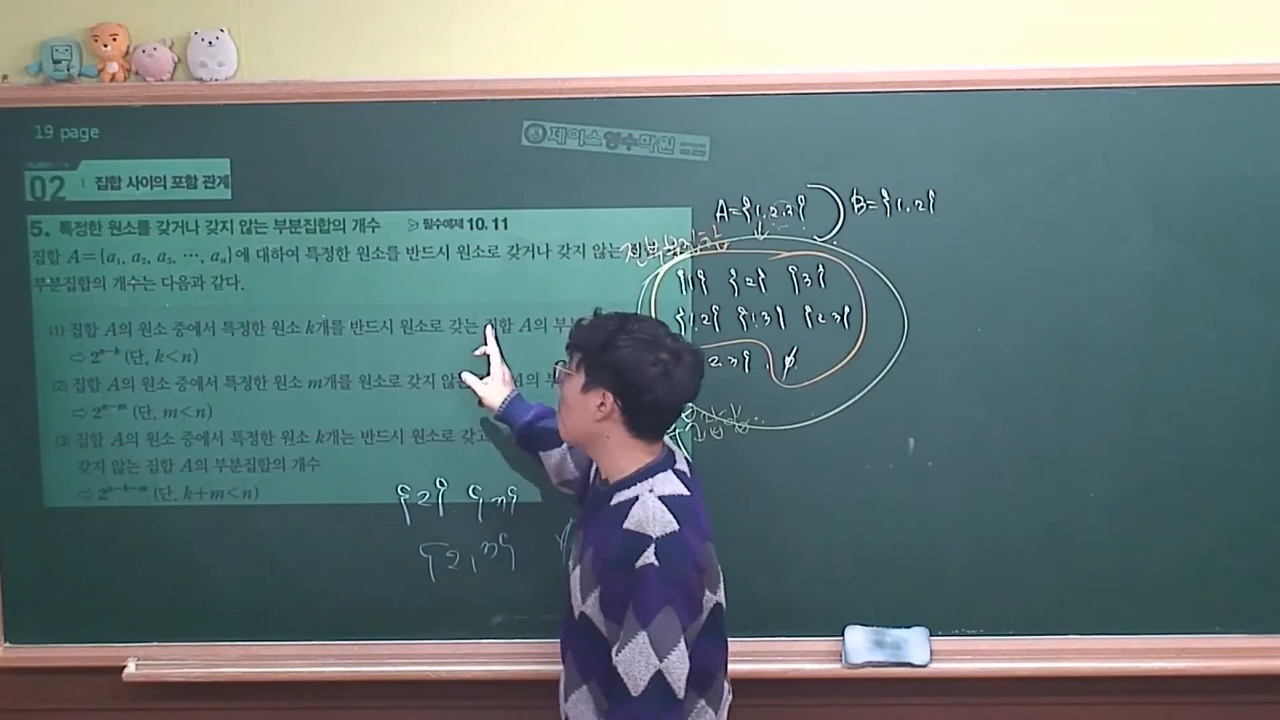 19 page
제이스영수학원
02 집합 사이의 포함 관계
5. 특정한 원소를 갖거나 갖지 않는 부분집합의 개수 필수예제 10, 11
집합 A={a₁, a₂, a₃, ⋯, aₙ}에 대하여 특정한 원소를 반드시 원소로 갖거나 갖지 않는
부분집합의 개수는 다음과 같다.
(1) 집합 A의 원소 중에서 특정한 원소 k개를 반드시 원소로 갖는 집합 A의
⇨ 2ⁿ⁻ᵏ (단, k<n)
(2) 집합 A의 원소 중에서 특정한 원소 m개를 원소로 갖지
⇨ 2ⁿ⁻ᵐ (단, m<n)
(3) 집합 A의 원소 중에서 특정한 원소 k개는 반드시 원소로 갖고
갖지 않는 집합 A의 부분집합의 개수
⇨ 2ⁿ⁻ᵏ⁻ᵐ (단, k+m<n)
A={1,2,3} B={1,2}
진부분집합
{1} {2} {3}
{1,2} {1,3} {2,3}
2,3}, ∅
{2} {3}
{2,3}